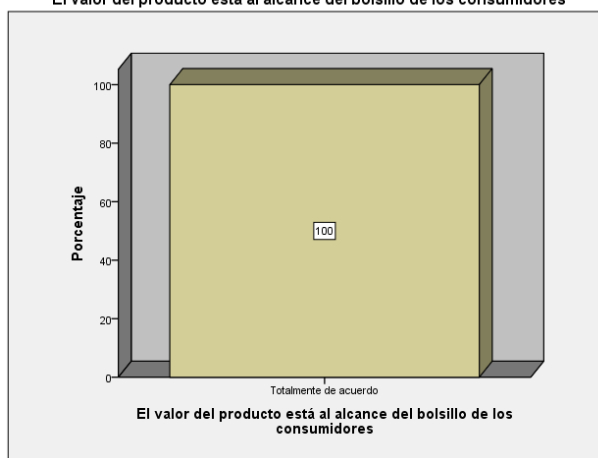 El valor del producto está al alcance del bolsillo de los consumidores
100
80
60
40
20
0
Porcentaje
100
Totalmente de acuerdo
El valor del producto está al alcance del bolsillo de los
consumidores